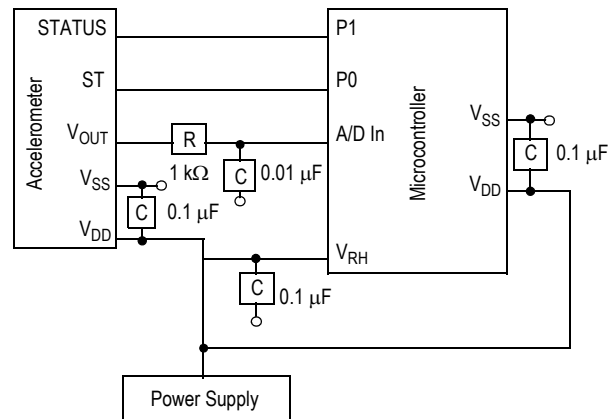 STATUS
P1
ST
P0
V_OUT
R
A/D In
1 kΩ
C
0.01 μF
Accelerometer
Microcontroller
V_SS
C
0.1 μF
V_DD
V_SS
C
0.1 μF
V_DD
V_RH
C
0.1 μF
Power Supply